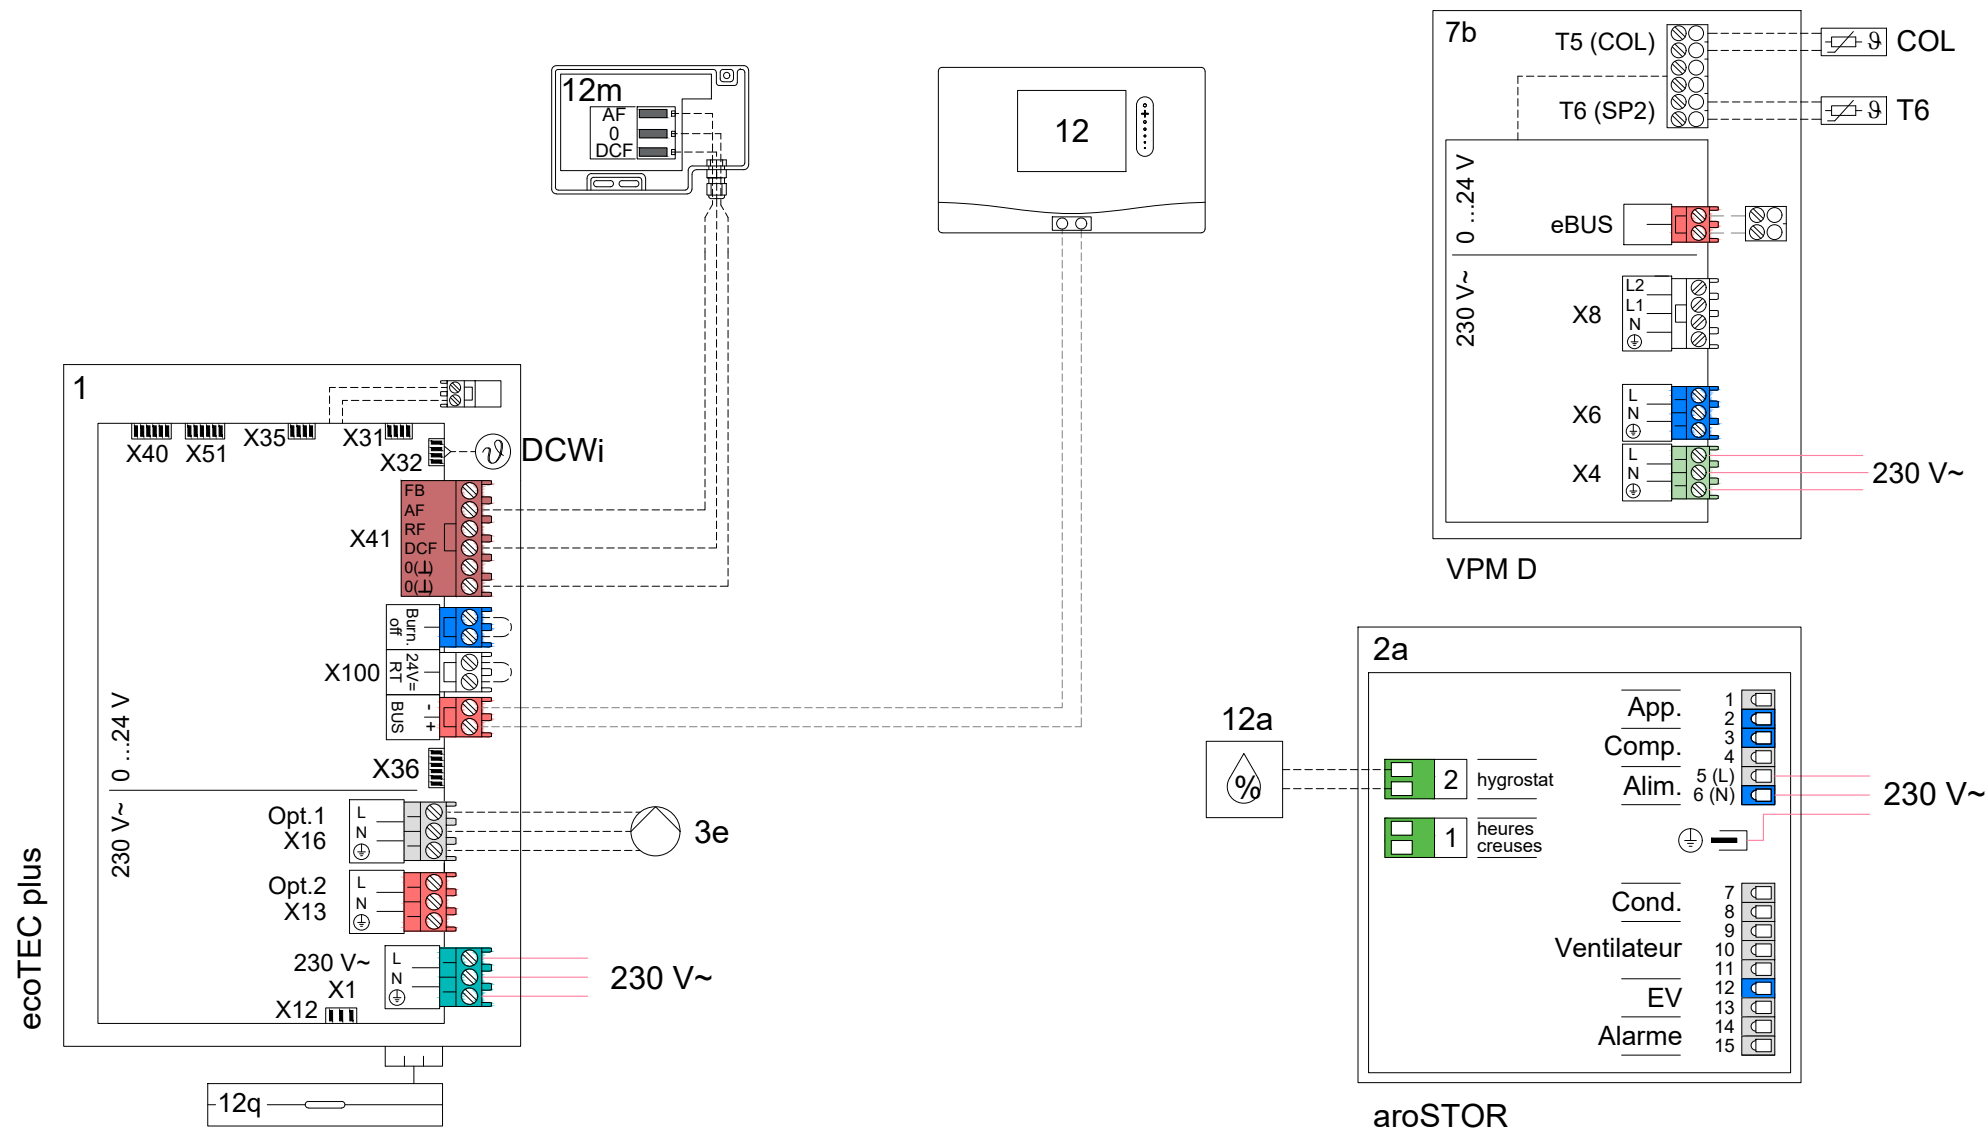 12m
AF
0
DCF
12
7b
T5 (COL)
COL
T6 (SP2)
T6
0 ...24 V
eBUS
230 V~
X8
L2
L1
N
X6
L
N
X4
L
N
230 V~
VPM D
1
X40
X51
X35
X31
X32
DCWi
X41
FB
AF
RF
DCF
0(⊥)
0(⊥)
Burn.
off
X100
24V=
RT
BUS
-
+
X36
0 ...24 V
230 V~
Opt.1
X16
L
N
3e
Opt.2
X13
L
N
230 V~
X1
L
N
230 V~
X12
ecoTEC plus
12q
2a
12a
%
2
hygrostat
1
heures
creuses
App.
Comp.
Alim.
1
2
3
4
5 (L)
6 (N)
230 V~
Cond.
Ventilateur
EV
Alarme
7
8
9
10
11
12
13
14
15
aroSTOR